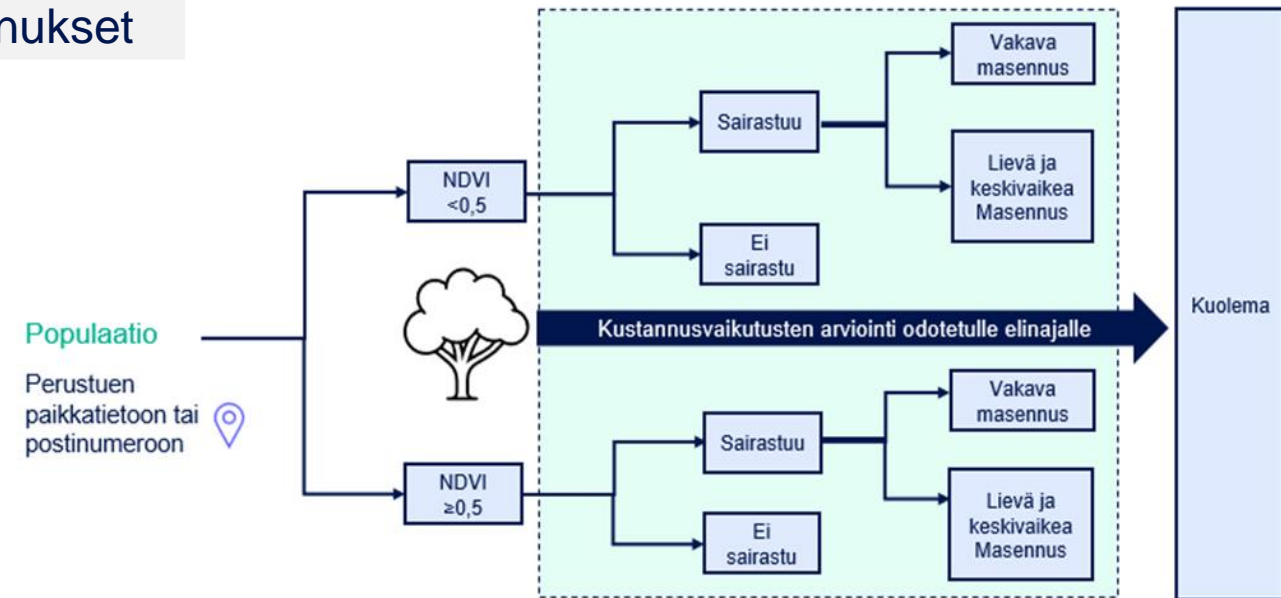 Populaatio
Perustuen
paikkatietoon tai
postinumeroon
NDVI
<0,5
Sairastuu
Vakava
masennus
Lievä ja
keskivaikea
Masennus
Ei
sairastu
Kustannusvaikutusten arviointi odotetulle elinajalle
NDVI
≥0,5
Sairastuu
Vakava
masennus
Lievä ja
keskivaikea
Masennus
Ei
sairastu
Kuolema